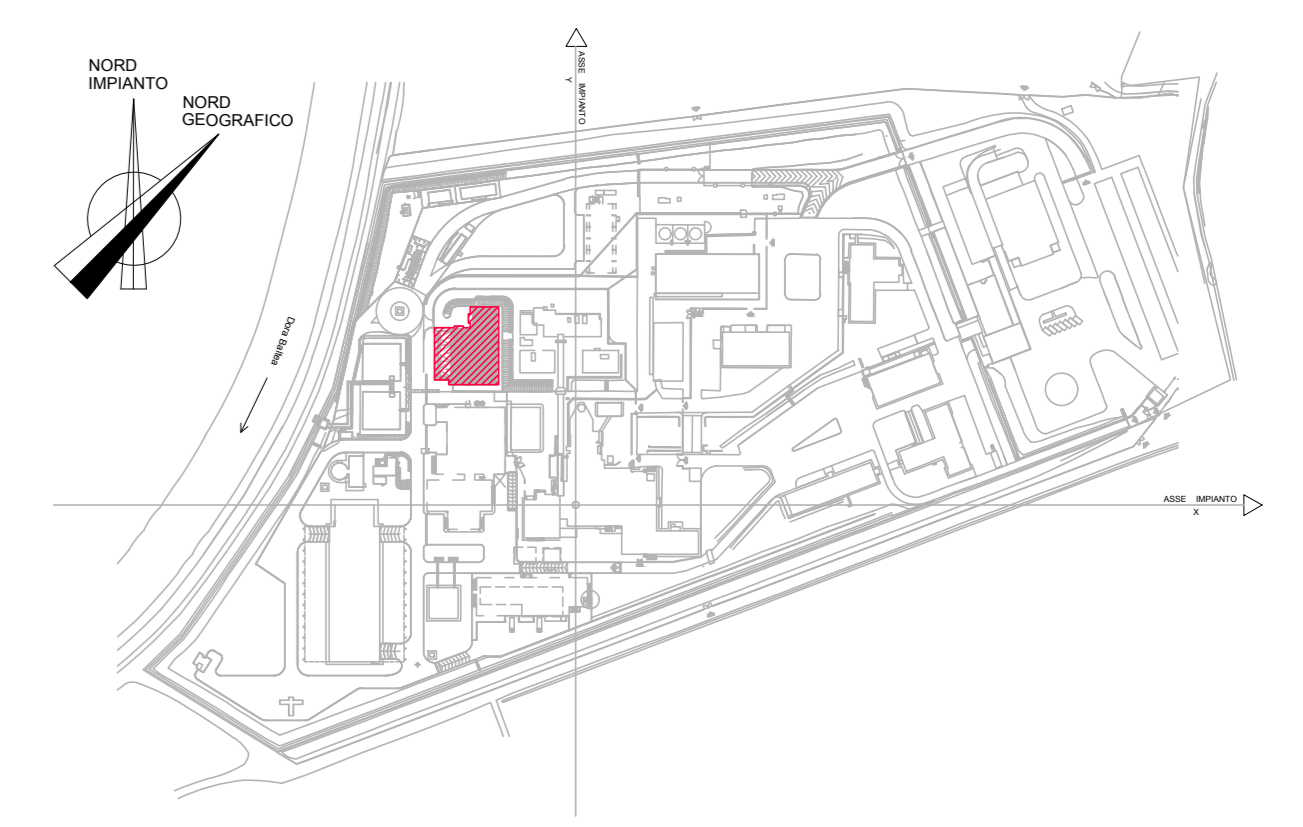 NORD
IMPIANTO
NORD
GEOGRAFICO
ASSE IMPIANTO
Y
Dora Baltea
ASSE IMPIANTO
X